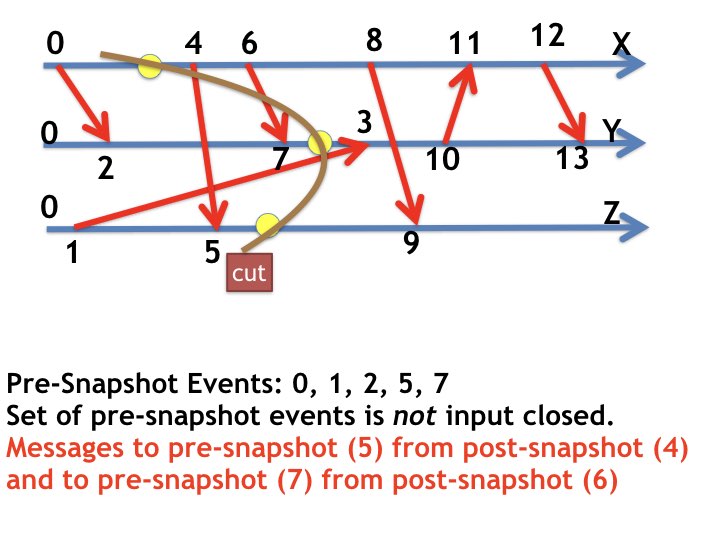 0 4 6 8 11 12 X
0 2 7 3 10 13 Y
0 1 5 9 Z
cut
Pre-Snapshot Events: 0, 1, 2, 5, 7
Set of pre-snapshot events is not input closed.
Messages to pre-snapshot (5) from post-snapshot (4)
and to pre-snapshot (7) from post-snapshot (6)